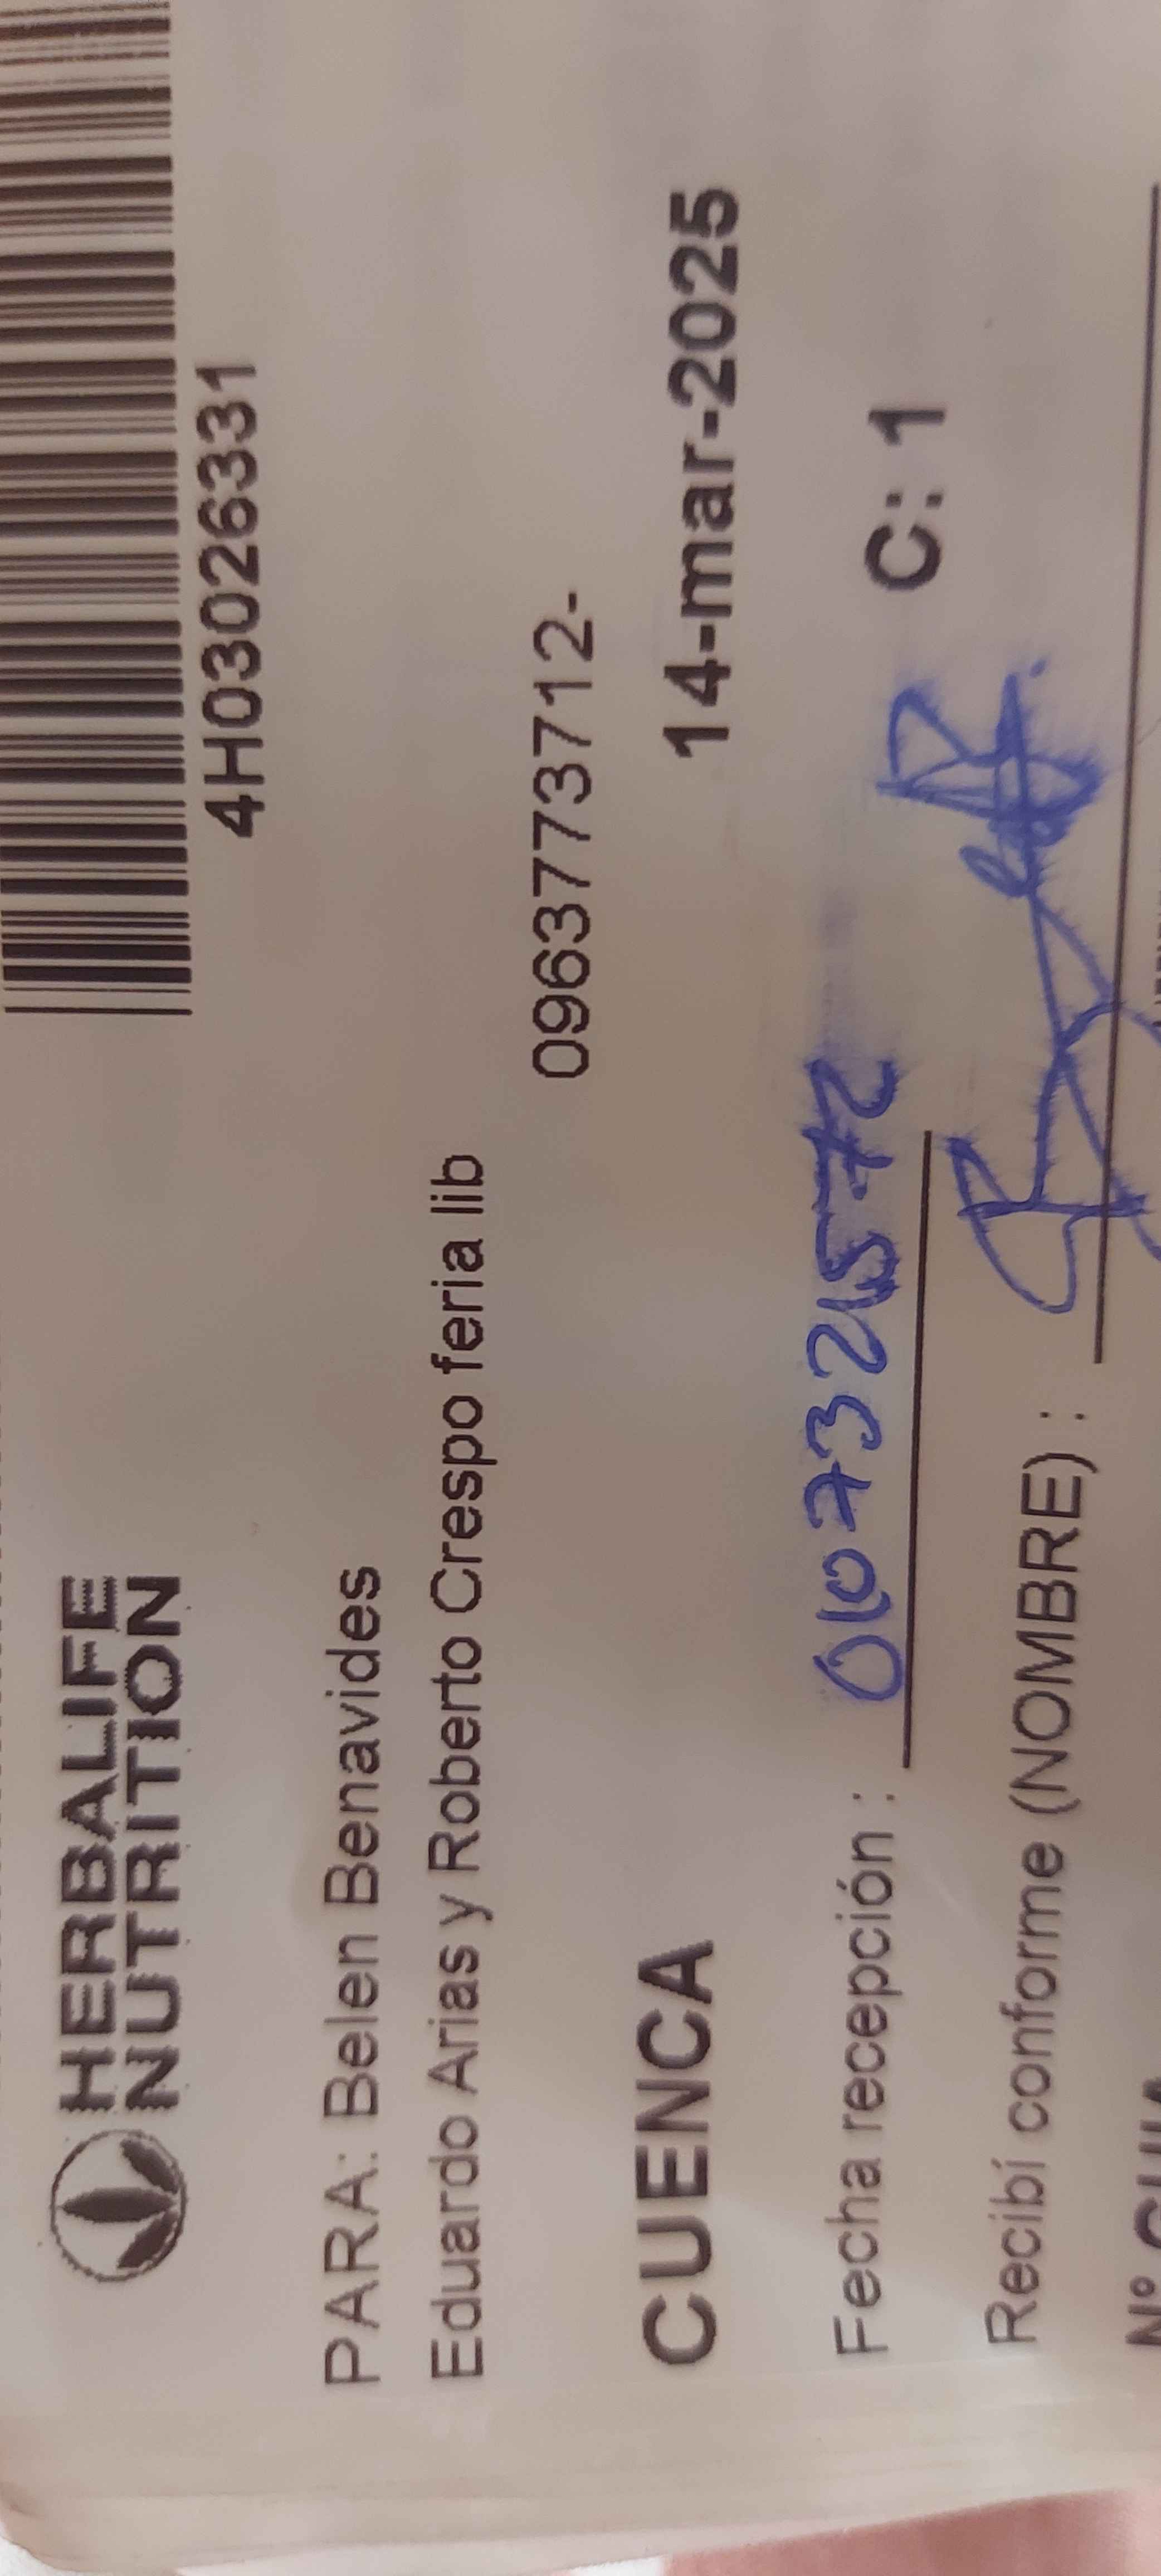 HERBALIFE
NUTRITION
4H03026331
PARA: Belen Benavides
Eduardo Arias y Roberto Crespo feria lib
0963773712-
CUENCA 14-mar-2025
Fecha recepción : C: 1
Recibí conforme (NOMBRE) :